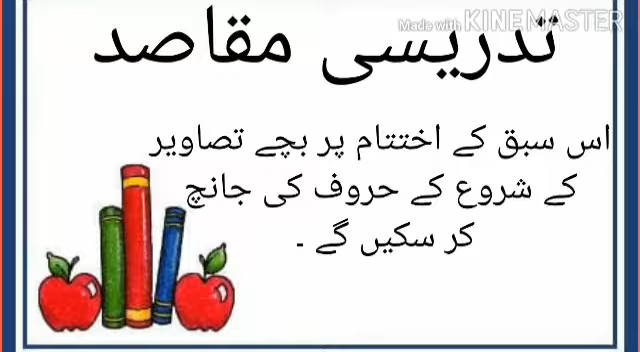 Made with KINEMASTER
تدریسی مقاصد
اس سبق کے اختتام پر بچے تصاویر
کے شروع کے حروف کی جانچ
کر سکیں گے ۔